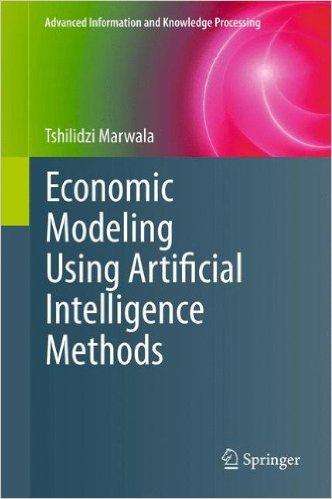 Advanced Information and Knowledge Processing
Tshilidzi Marwala
Economic
Modeling
Using Artificial
Intelligence
Methods
Springer